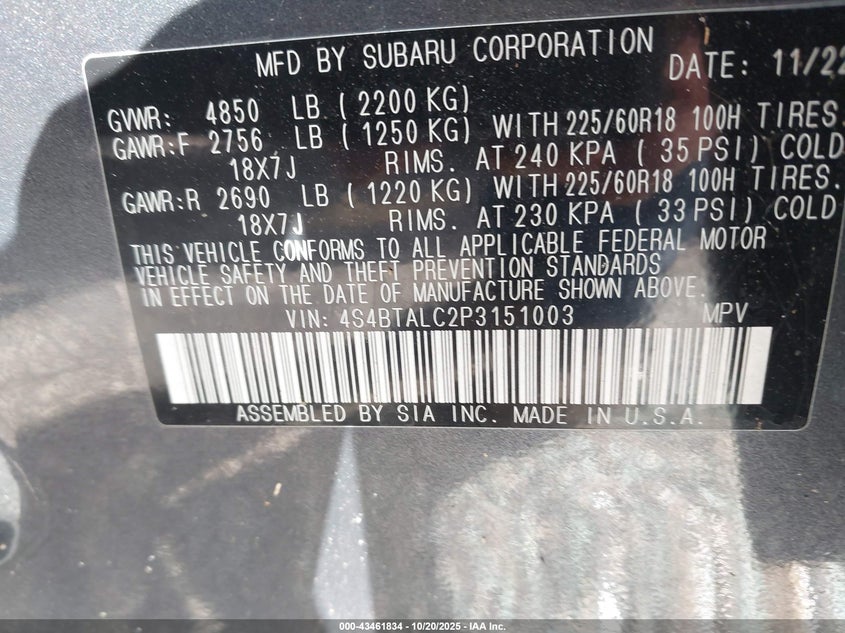 MFD BY SUBARU CORPORATION DATE: 11/22
GVWR: 4850 LB ( 2200 KG)
GAWR:F 2756 LB ( 1250 KG) WITH 225/60R18 100H TIRES.
18X7J RIMS. AT 240 KPA ( 35 PSI) COLD
GAWR:R 2690 LB ( 1220 KG) WITH 225/60R18 100H TIRES.
18X7J RIMS. AT 230 KPA ( 33 PSI) COLD
THIS VEHICLE CONFORMS TO ALL APPLICABLE FEDERAL MOTOR
VEHICLE SAFETY AND THEFT PREVENTION STANDARDS
IN EFFECT ON THE DATE OF MANUFACTURE SHOWN ABOVE.
VIN: 4S4BTALC2P3151003 MPV
ASSEMBLED BY SIA INC. MADE IN U.S.A.
000-43461834 - 10/20/2025 - IAA Inc.